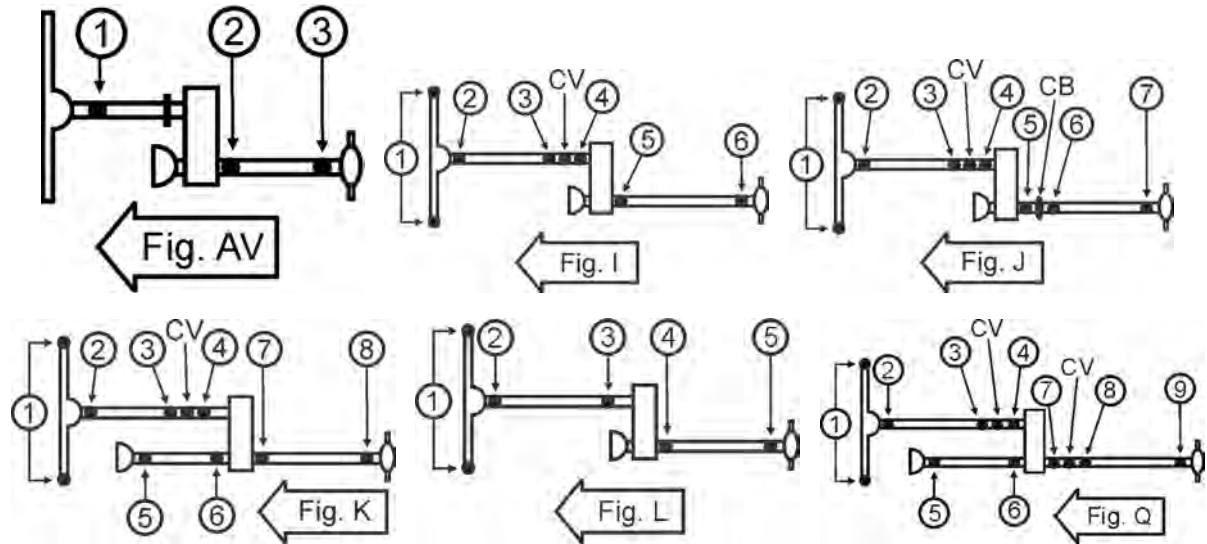 1 2 3
Fig. AV
1 2 3 CV 4 5 6
Fig. I
1 2 3 CV 4 5 CB 6 7
Fig. J
1 2 3 CV 4 7 8
5 6
Fig. K
1 2 3 4 5
Fig. L
1 2 3 CV 4 7 CV 8 9
5 6
Fig. Q